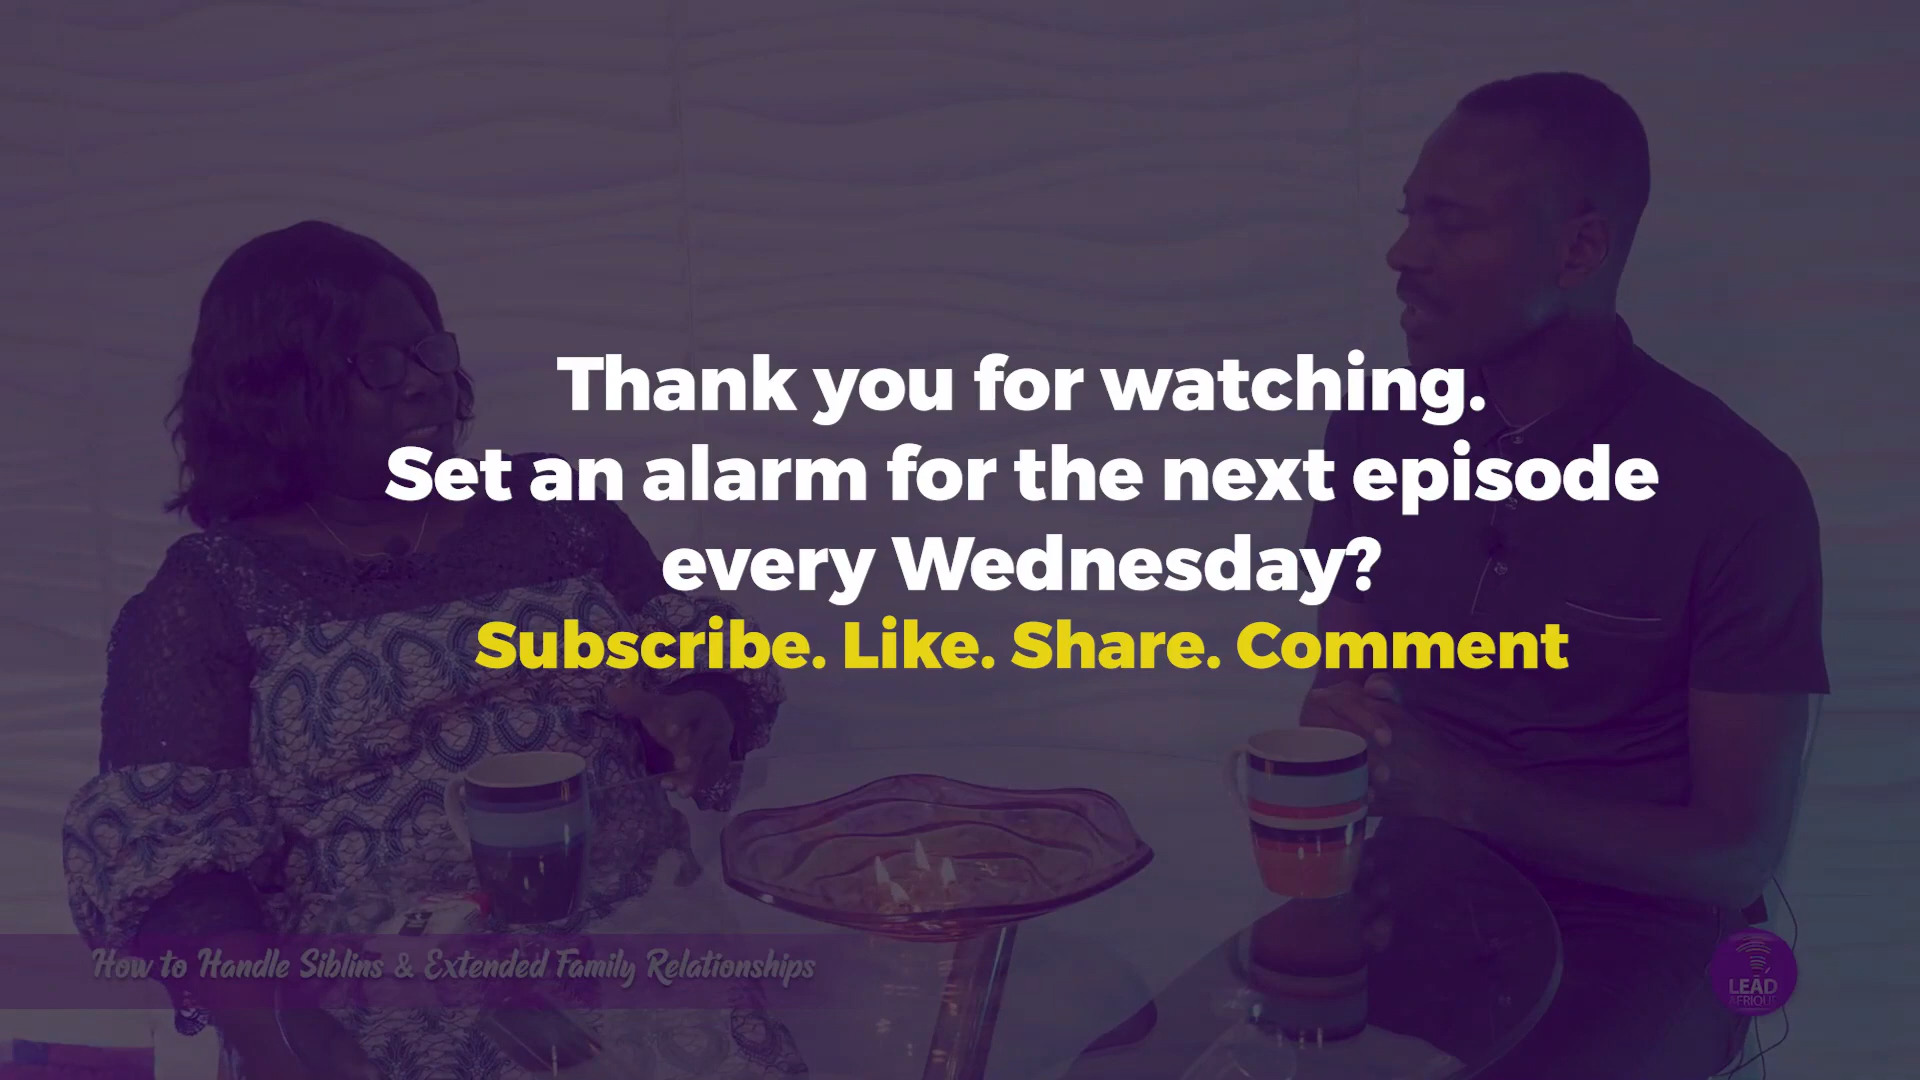 Thank you for watching.
Set an alarm for the next episode
every Wednesday?
Subscribe. Like. Share. Comment
How to Handle Siblins & Extended Family Relationships
LEAD
AFRIQUE